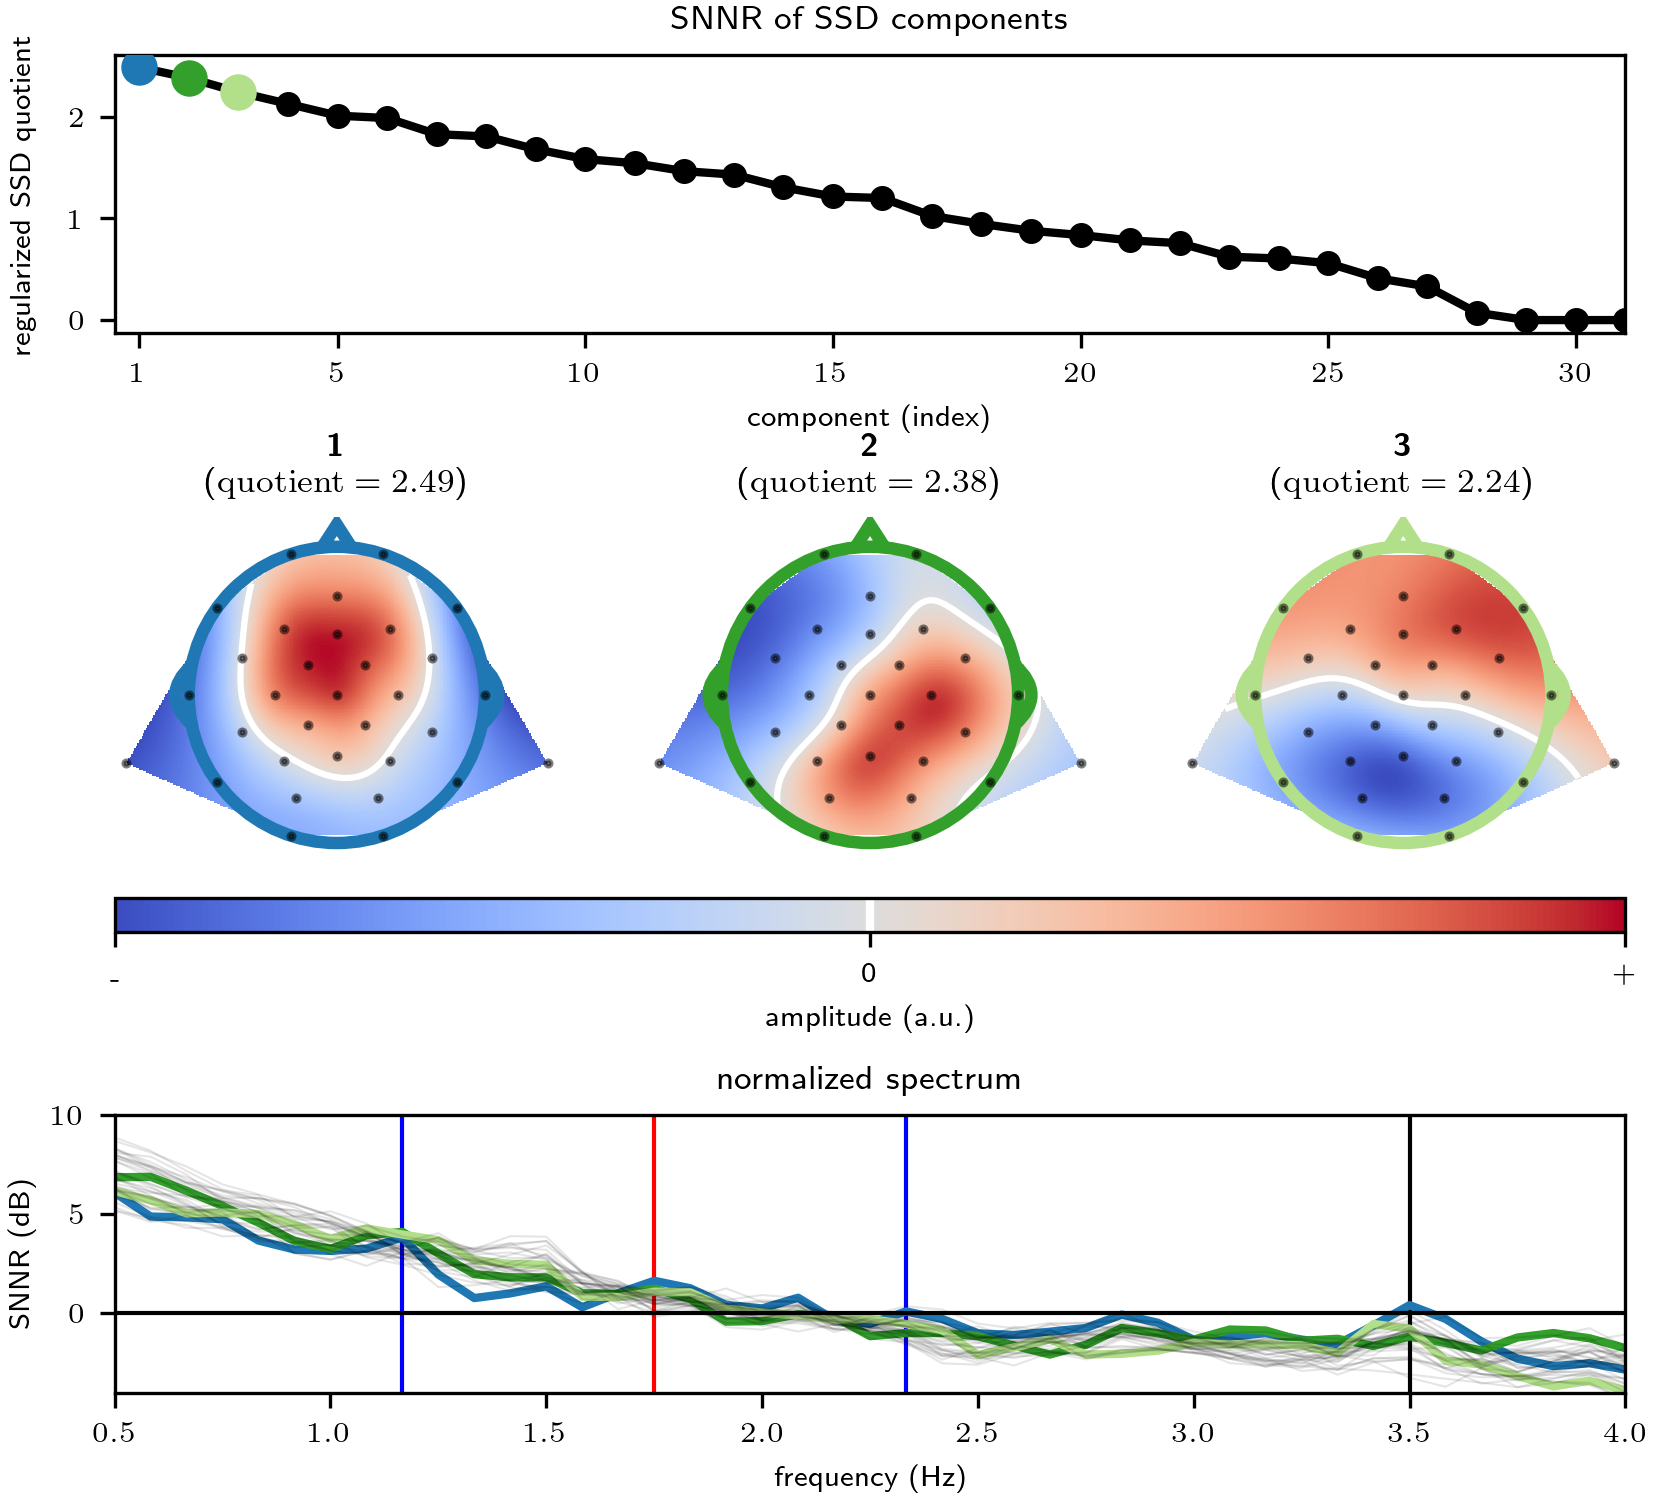 SNNR of SSD components
regularized SSD quotient
2
1
0
1 5 10 15 20 25 30
component (index)
1 2 3
(quotient = 2.49) (quotient = 2.38) (quotient = 2.24)
- 0 +
amplitude (a.u.)
normalized spectrum
SNNR (dB)
10
5
0
0.5 1.0 1.5 2.0 2.5 3.0 3.5 4.0
frequency (Hz)